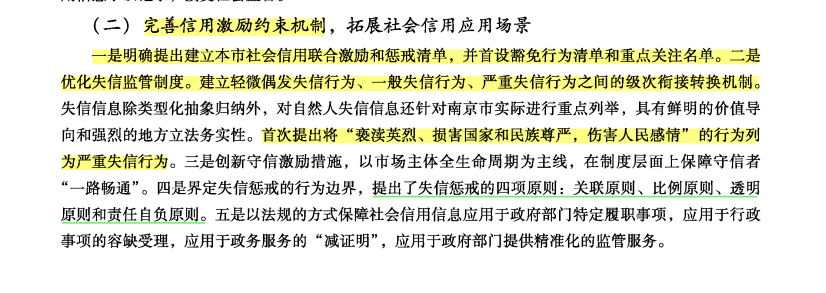 （二）完善信用激励约束机制，拓展社会信用应用场景
一是明确提出建立本市社会信用联合激励和惩戒清单，并首设豁免行为清单和重点关注名单。二是
优化失信监管制度。建立轻微偶发失信行为、一般失信行为、严重失信行为之间的级次衔接转换机制。
失信信息除类型化抽象归纳外，对自然人失信信息还针对南京市实际进行重点列举，具有鲜明的价值导
向和强烈的地方立法务实性。首次提出将“亵渎英烈、损害国家和民族尊严，伤害人民感情”的行为列
为严重失信行为。三是创新守信激励措施，以市场主体全生命周期为主线，在制度层面上保障守信者
“一路畅通”。四是界定失信惩戒的行为边界，提出了失信惩戒的四项原则：关联原则、比例原则、透明
原则和责任自负原则。五是以法规的方式保障社会信用信息应用于政府部门特定履职事项，应用于行政
事项的容缺受理，应用于政务服务的“减证明”，应用于政府部门提供精准化的监管服务。